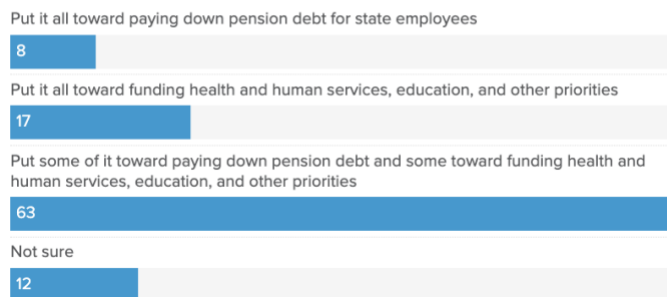 Put it all toward paying down pension debt for state employees
8
Put it all toward funding health and human services, education, and other priorities
17
Put some of it toward paying down pension debt and some toward funding health and
human services, education, and other priorities
63
Not sure
12